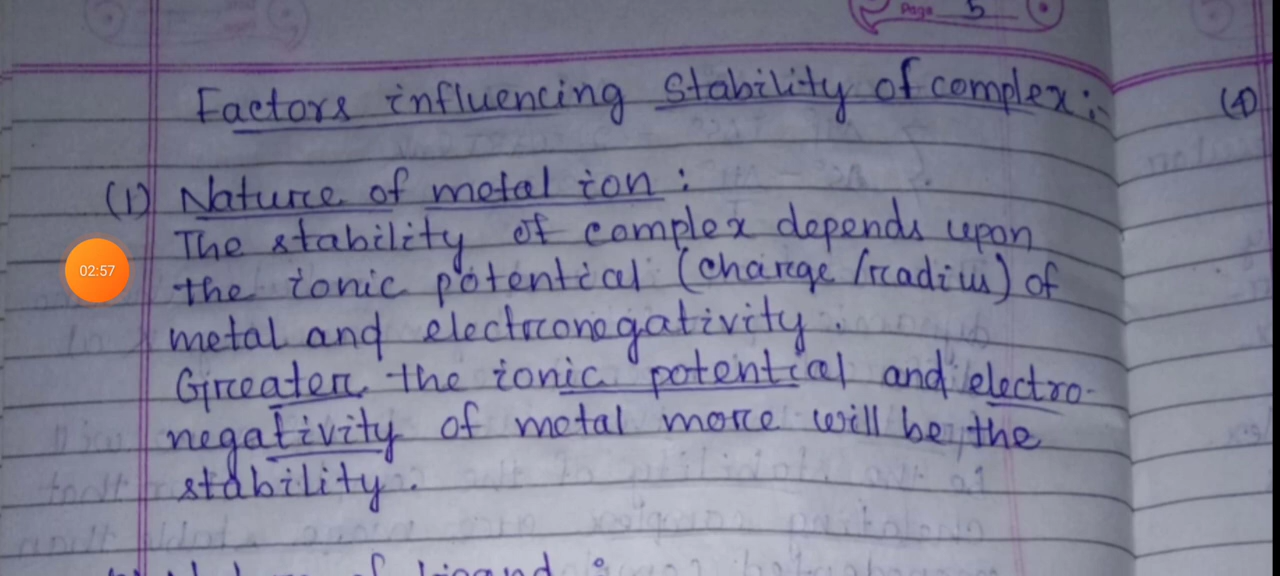 Page 5
Factors influencing stability of complex :-
(1) Nature of metal ion :
The stability of complex depends upon
the ionic potential (charge /radius) of
metal and electronegativity.
Greater the ionic potential and electro-
negativity of metal more will be the
stability.
02:57